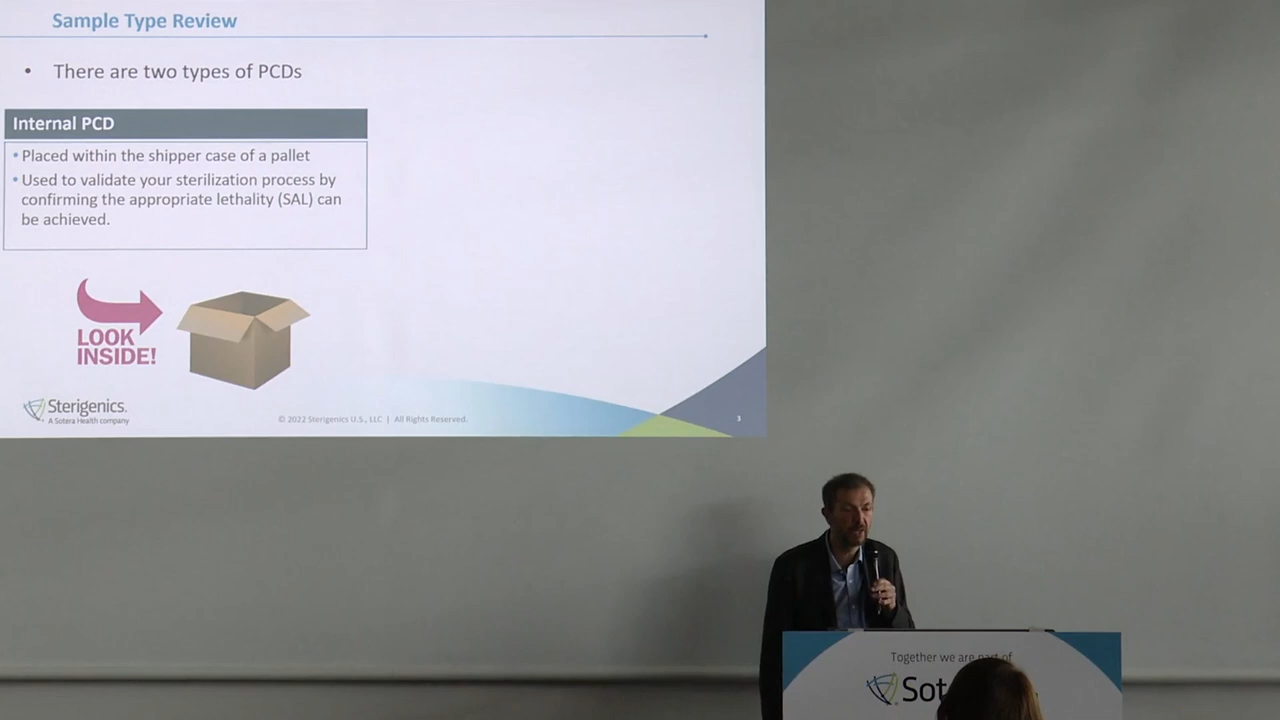 Sample Type Review
• There are two types of PCDs
Internal PCD
• Placed within the shipper case of a pallet
• Used to validate your sterilization process by
confirming the appropriate lethality (SAL) can
be achieved.
LOOK
INSIDE!
Sterigenics.
A Sotera Health company
© 2022 Sterigenics U.S., LLC | All Rights Reserved.
3
Together we are part of
Sot